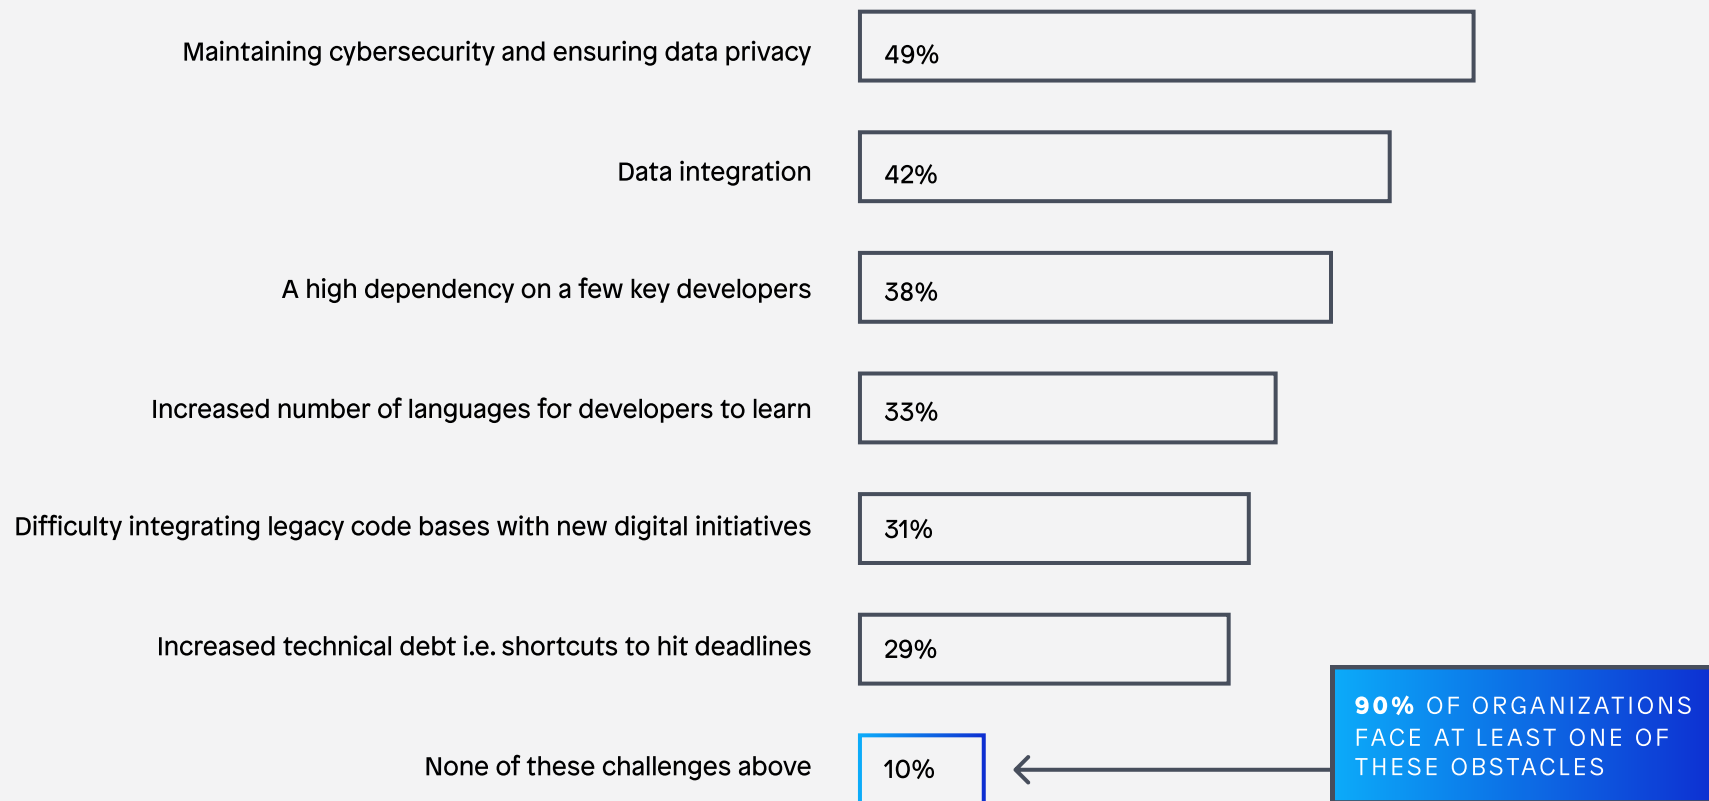 Maintaining cybersecurity and ensuring data privacy
49%
Data integration
42%
A high dependency on a few key developers
38%
Increased number of languages for developers to learn
33%
Difficulty integrating legacy code bases with new digital initiatives
31%
Increased technical debt i.e. shortcuts to hit deadlines
29%
None of these challenges above
10%
90% OF ORGANIZATIONS
FACE AT LEAST ONE OF
THESE OBSTACLES